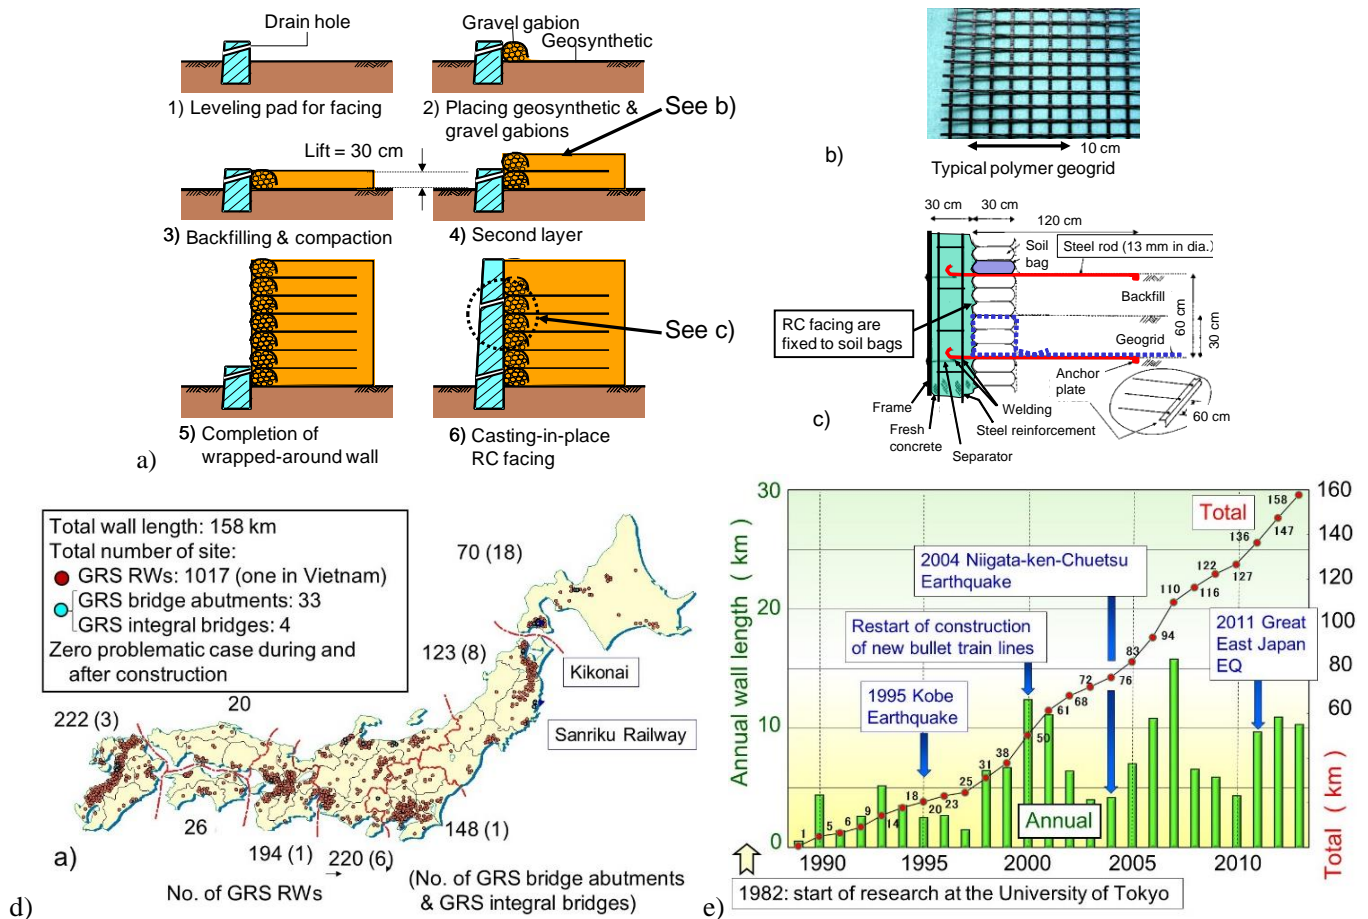 Drain hole
1) Leveling pad for facing
Gravel gabion
Geosynthetic
2) Placing geosynthetic &
gravel gabions
See b)
Lift = 30 cm
3) Backfilling & compaction
4) Second layer
5) Completion of
wrapped-around wall
6) Casting-in-place
RC facing
See c)
a)
10 cm
b)
Typical polymer geogrid
30 cm
30 cm
120 cm
Soil
bag
Steel rod (13 mm in dia.)
Backfill
60 cm
30 cm
RC facing are
fixed to soil bags
Geogrid
Anchor
plate
60 cm
Frame
Welding
Fresh
concrete
Steel reinforcement
Separator
c)
Total wall length: 158 km
Total number of site:
GRS RWs: 1017 (one in Vietnam)
GRS bridge abutments: 33
GRS integral bridges: 4
Zero problematic case during and
after construction
70 (18)
123 (8)
Kikonai
20
222 (3)
Sanriku Railway
26
148 (1)
194 (1)
220 (6)
a)
No. of GRS RWs
(No. of GRS bridge abutments
& GRS integral bridges)
d)
30
20
10
0
Annual wall length ( km )
160
140
120
100
80
60
Total ( km )
Total
2004 Niigata-ken-Chuetsu
Earthquake
Restart of construction
of new bullet train lines
1995 Kobe
Earthquake
2011 Great
East Japan
EQ
Annual
1
5
6
9
14
18
20
23
25
31
38
50
61
68
72
76
83
94
110
116
122
127
136
147
158
1990
1995
2000
2005
2010
1982: start of research at the University of Tokyo
e)